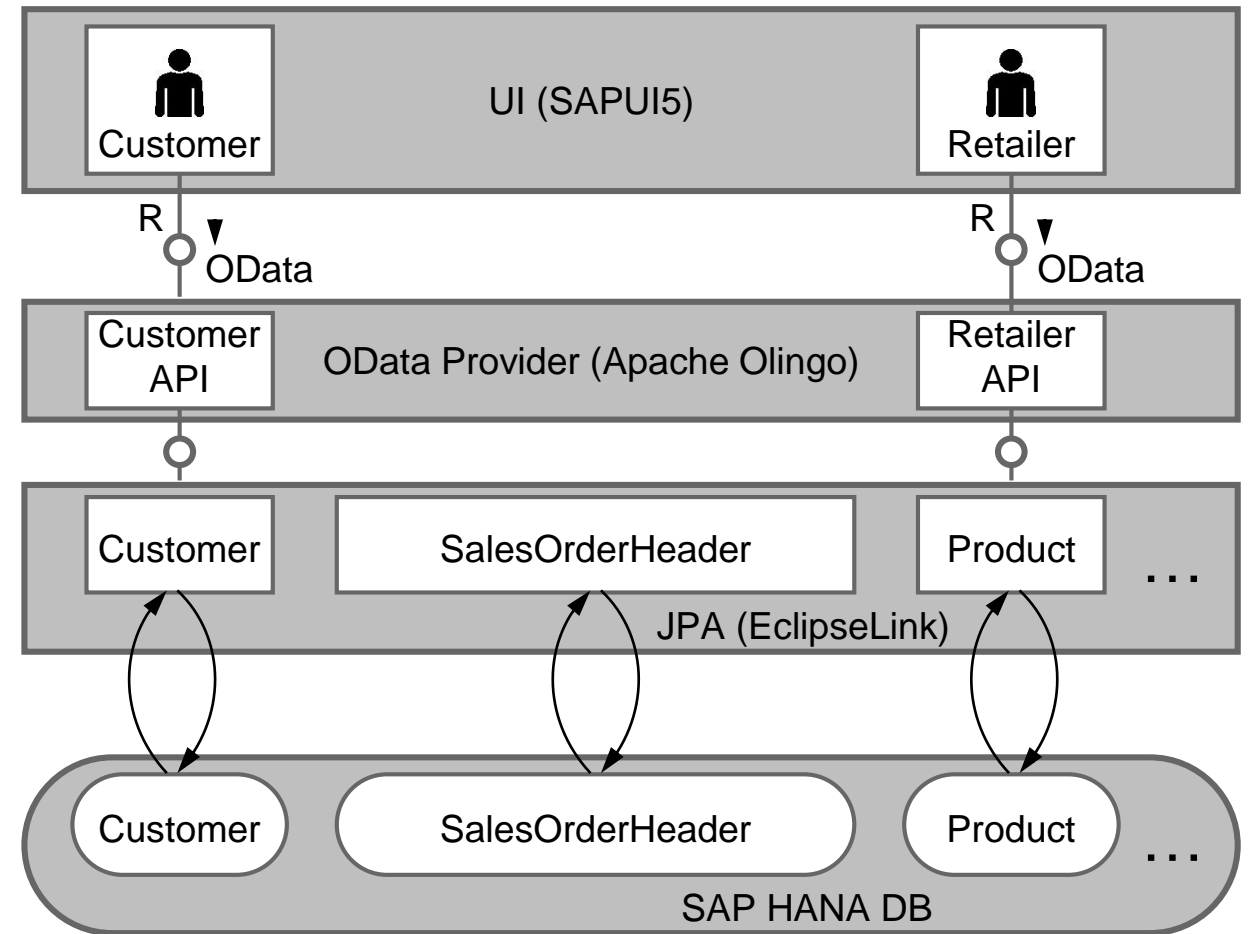 UI (SAPUI5)
Customer
Retailer
R
OData
R
OData
Customer
API
OData Provider (Apache Olingo)
Retailer
API
Customer
SalesOrderHeader
Product
...
JPA (EclipseLink)
Customer
SalesOrderHeader
Product
...
SAP HANA DB